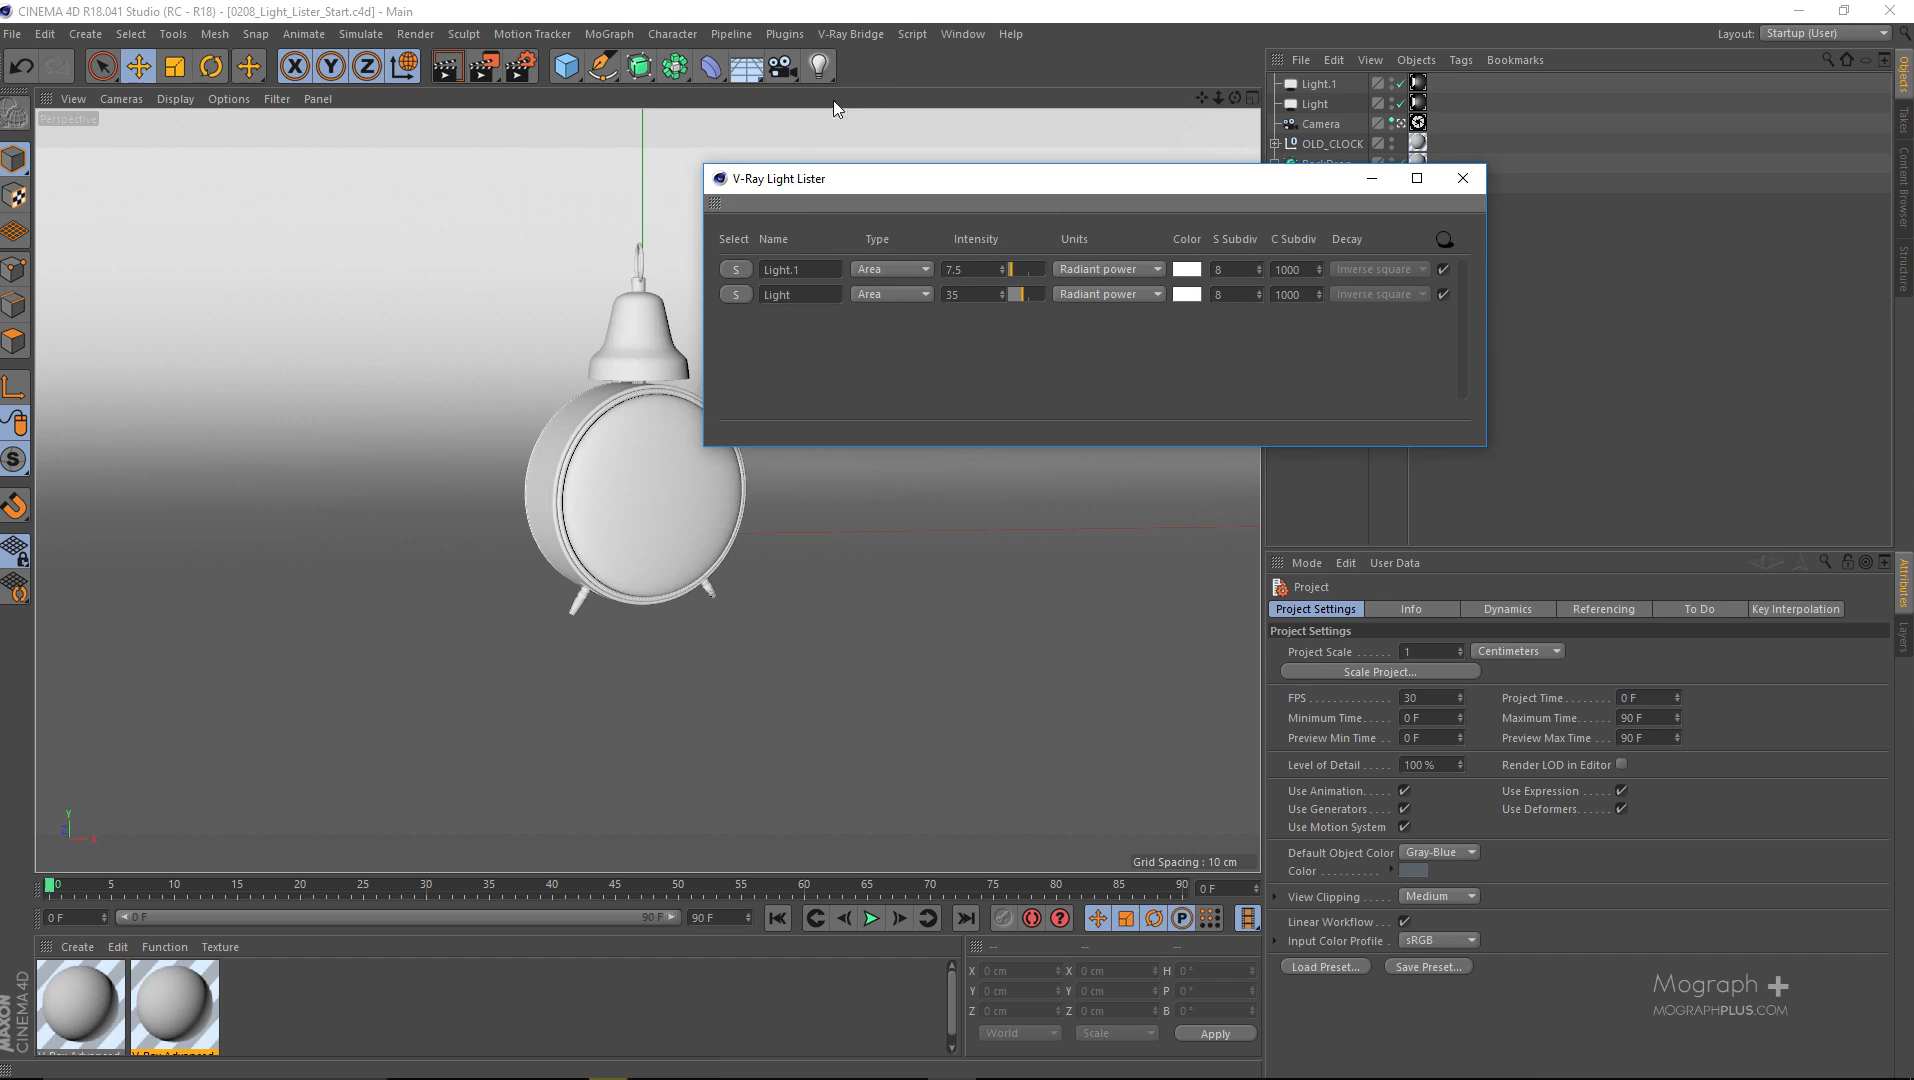 CINEMA 4D R18.041 Studio (RC - R18) - [0208_Light_Lister_Start.c4d] - Main
File Edit Create Select Tools Mesh Snap Animate Simulate Render Sculpt Motion Tracker MoGraph Character Pipeline Plugins V-Ray Bridge Script Window Help
Layout: Startup (User)
File Edit View Objects Tags Bookmarks
View Cameras Display Options Filter Panel
Perspective
Light.1
Light
Camera
OLD_CLOCK
V-Ray Light Lister
Select Name Type Intensity Units Color S Subdiv C Subdiv Decay
S Light.1 Area 7.5 Radiant power 8 1000 Inverse square
S Light Area 35 Radiant power 8 1000 Inverse square
Objects
Takes
Content Browser
Structure
Attributes
Layers
Mode Edit User Data
Project
Project Settings Info Dynamics Referencing To Do Key Interpolation
Project Settings
Project Scale 1 Centimeters
Scale Project...
FPS 30 Project Time 0 F
Minimum Time 0 F Maximum Time 90 F
Preview Min Time 0 F Preview Max Time 90 F
Level of Detail 100 % Render LOD in Editor
Use Animation Use Expression
Use Generators Use Deformers
Use Motion System
Default Object Color Gray-Blue
Color
View Clipping Medium
Linear Workflow
Input Color Profile sRGB
Load Preset... Save Preset...
Mograph +
MOGRAPHPLUS.COM
Y
Z X
Grid Spacing : 10 cm
0 5 10 15 20 25 30 35 40 45 50 55 60 65 70 75 80 85 90 0 F
0 F 0 F 90 F 90 F
Create Edit Function Texture
-- -- --
X 0 cm X 0 cm H 0 °
Y 0 cm Y 0 cm P 0 °
Z 0 cm Z 0 cm B 0 °
World Scale Apply
V-Ray Advanced
V-Ray Advanced
MAXON
CINEMA 4D